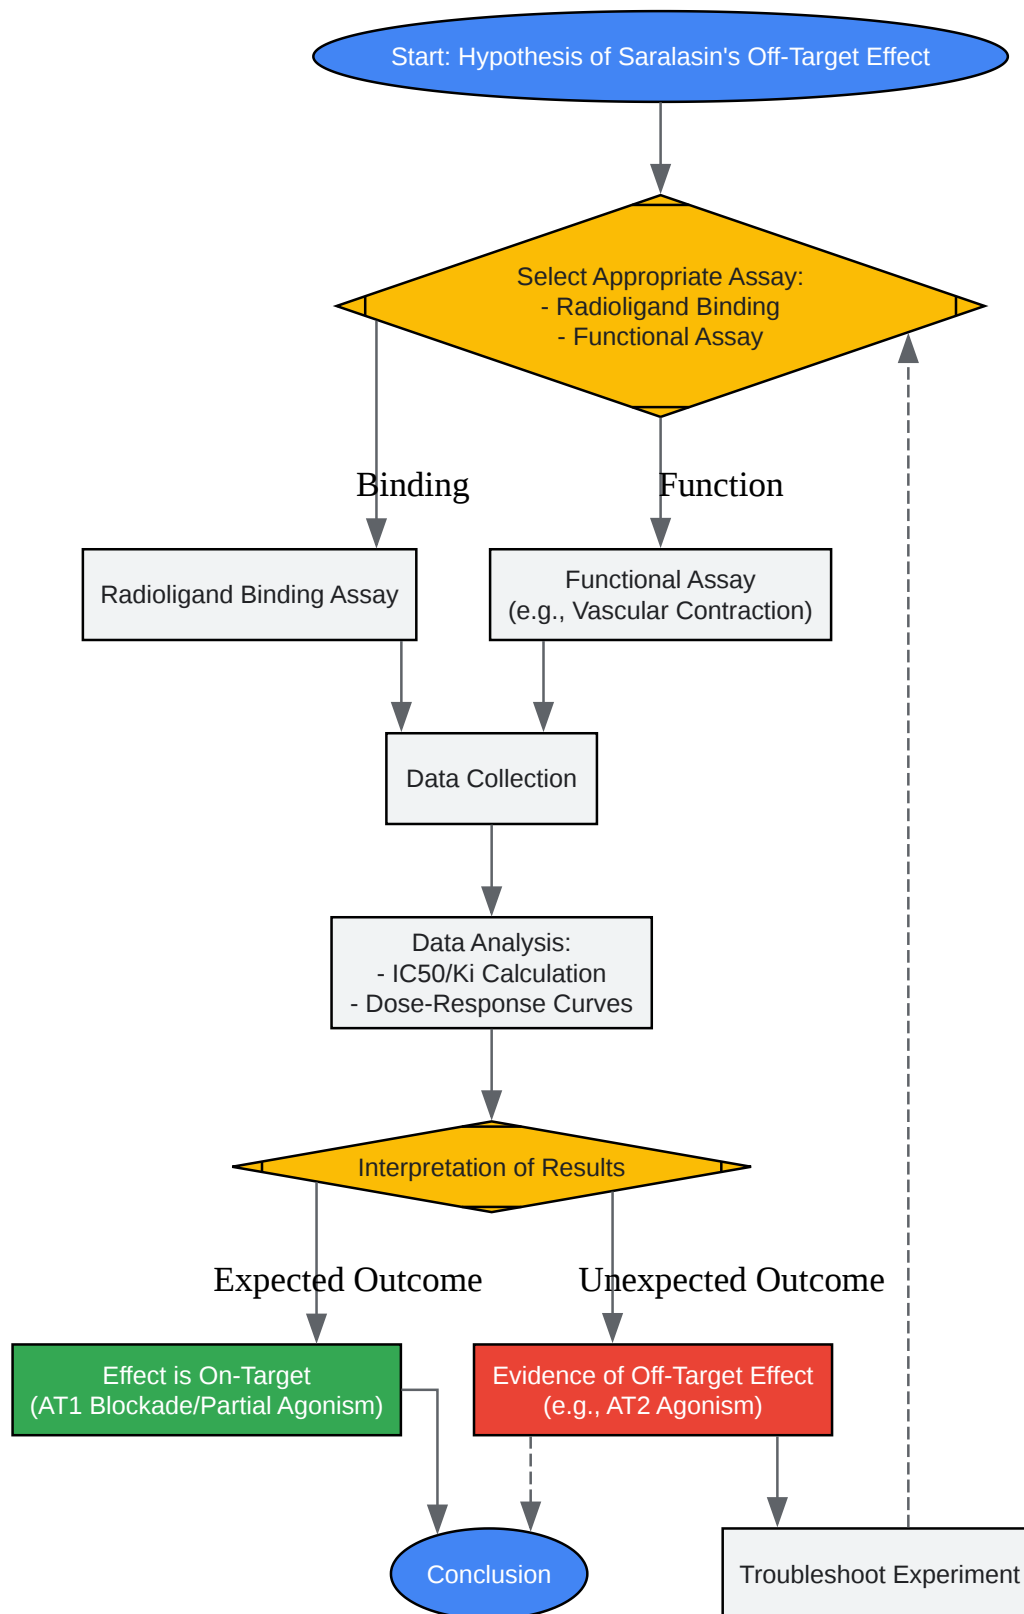 Start: Hypothesis of Saralasin's Off-Target Effect
Select Appropriate Assay:
- Radioligand Binding
- Functional Assay
Binding
Function
Radioligand Binding Assay
Functional Assay
(e.g., Vascular Contraction)
Data Collection
Data Analysis:
- IC50/Ki Calculation
- Dose-Response Curves
Interpretation of Results
Expected Outcome
Unexpected Outcome
Effect is On-Target
(AT1 Blockade/Partial Agonism)
Evidence of Off-Target Effect
(e.g., AT2 Agonism)
Conclusion
Troubleshoot Experiment